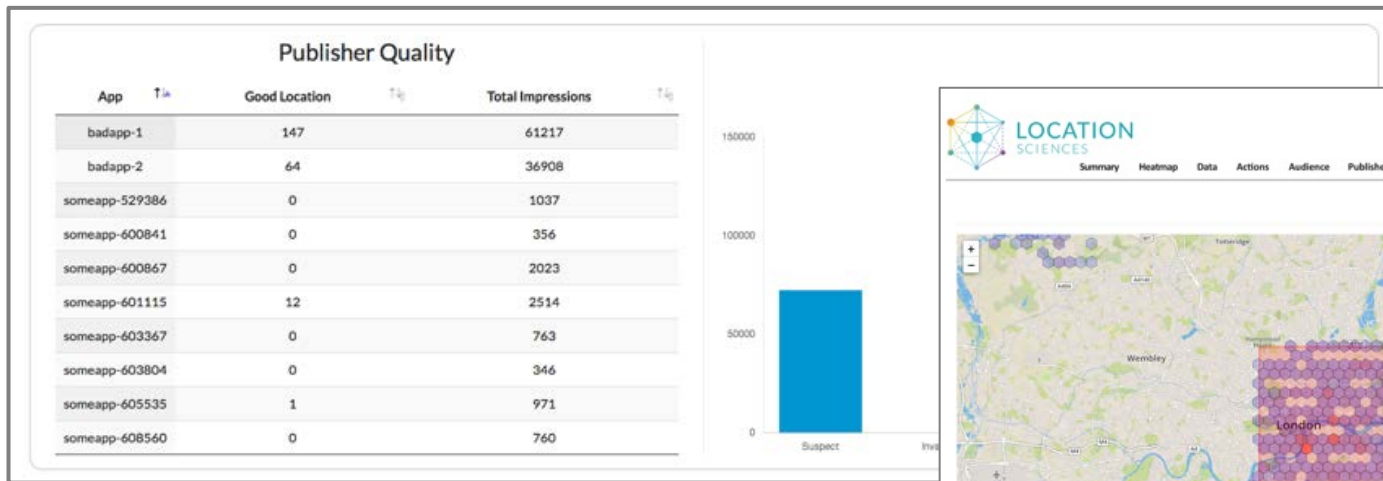 Publisher Quality
App Good Location Total Impressions
badapp-1 147 61217
badapp-2 64 36908
someapp-529386 0 1037
someapp-600841 0 356
someapp-600867 0 2023
someapp-601115 12 2514
someapp-603367 0 763
someapp-603804 0 346
someapp-605535 1 971
someapp-608560 0 760
150000
100000
50000
0
Suspect
LOCATION
SCIENCES
Summary Heatmap Data Actions Audience Publishe
+
−
Totteridge
Wembley
London